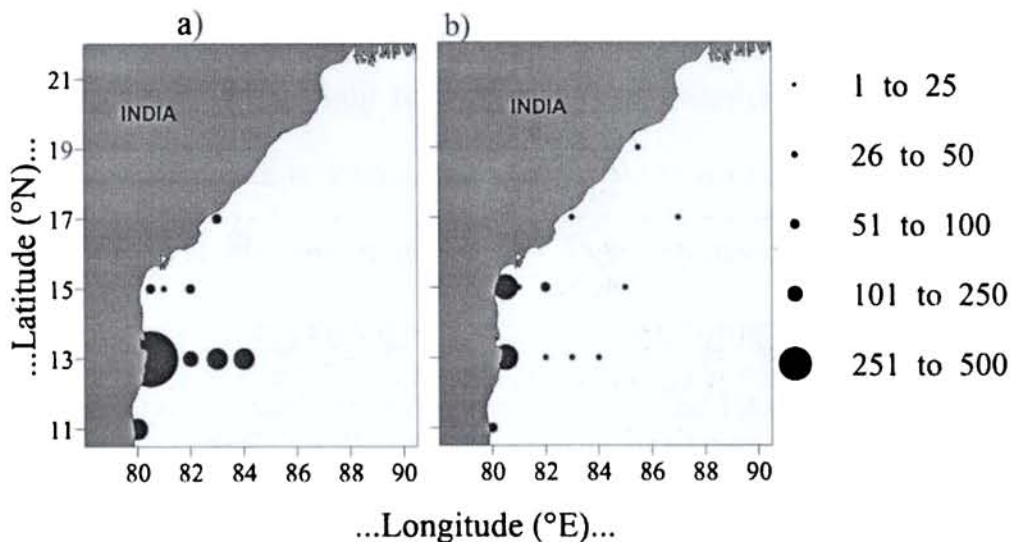 a)
b)
INDIA
INDIA
21
19
17
15
13
11
...Latitude (°N)...
80 82 84 86 88 90
80 82 84 86 88 90
...Longitude (°E)...
1 to 25
26 to 50
51 to 100
101 to 250
251 to 500